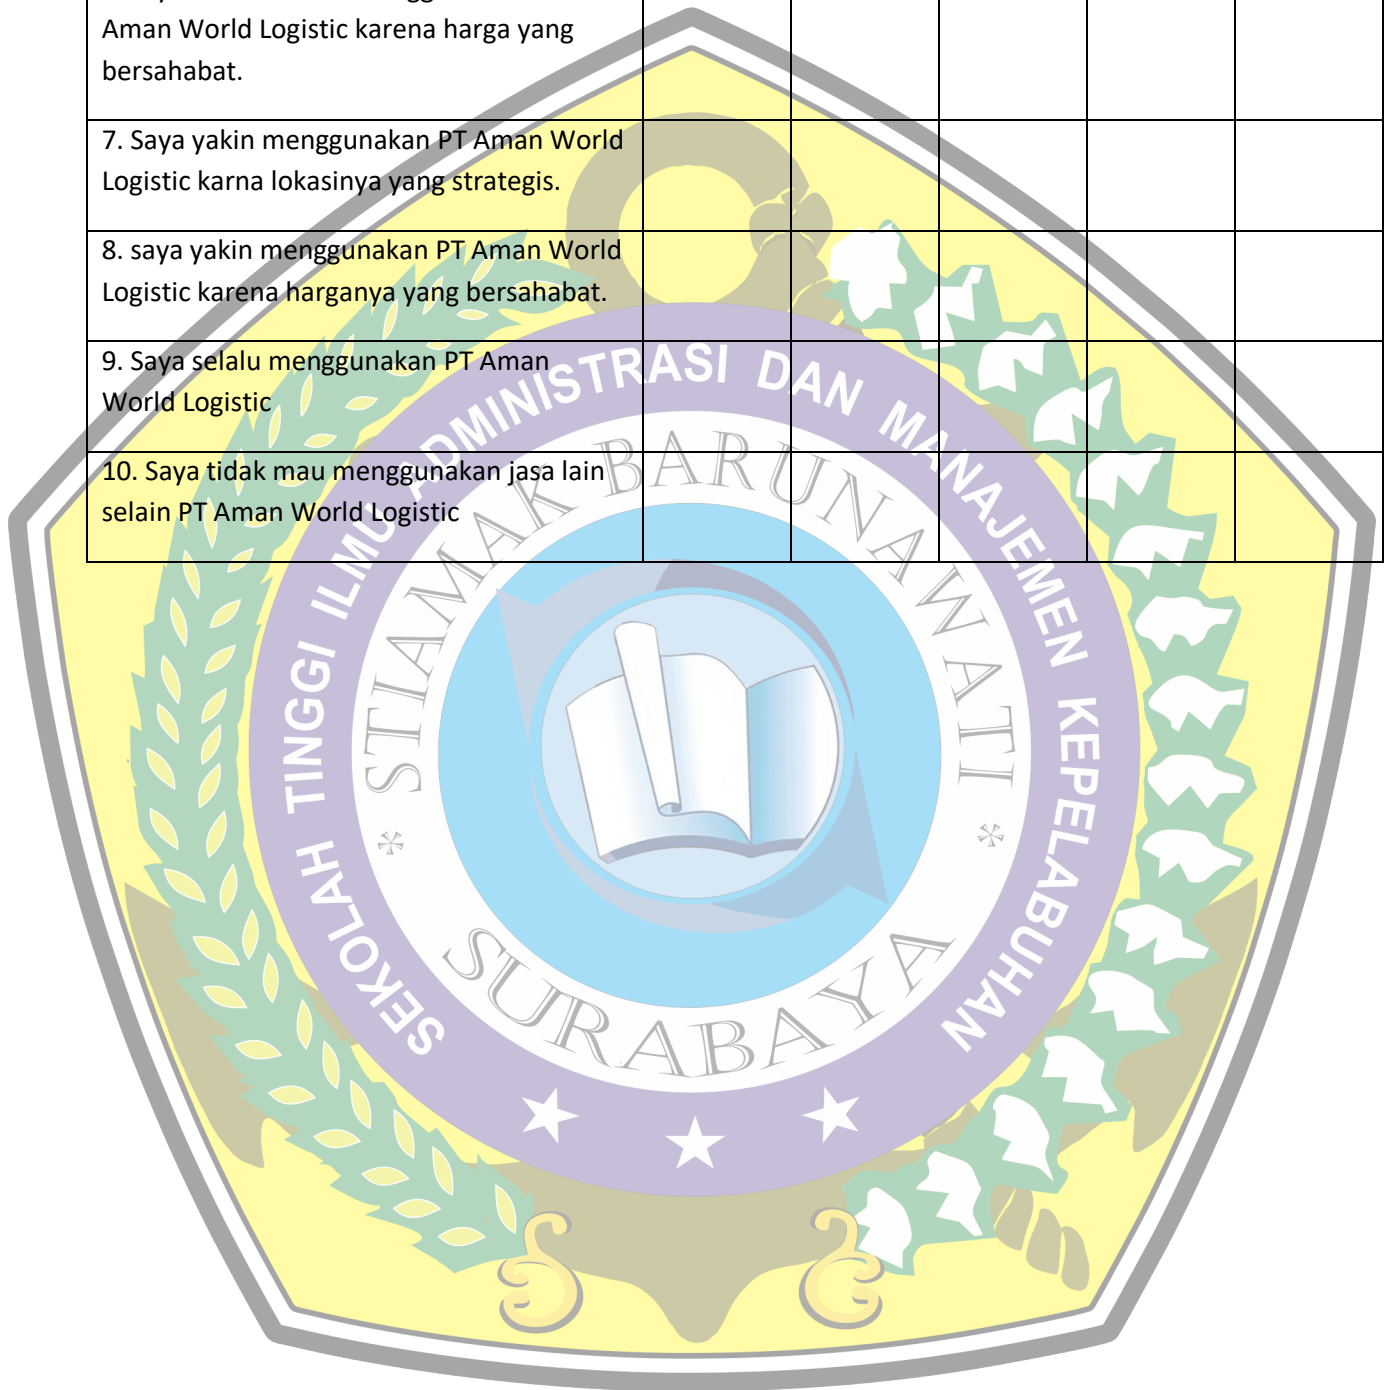 Aman World Logistic karena harga yang
bersahabat.
7. Saya yakin menggunakan PT Aman World
Logistic karna lokasinya yang strategis.
8. saya yakin menggunakan PT Aman World
Logistic karena harganya yang bersahabat.
9. Saya selalu menggunakan PT Aman
World Logistic
10. Saya tidak mau menggunakan jasa lain
selain PT Aman World Logistic
SEKOLAH TINGGI ILMU ADMINISTRASI DAN MANAJEMEN KEPELABUHAN
STIAMAK BARUNAWATI
SURABAYA